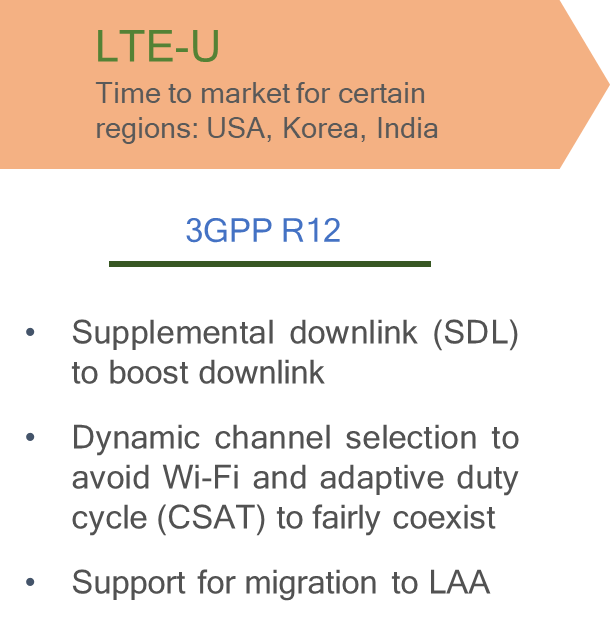 LTE-U
Time to market for certain
regions: USA, Korea, India
3GPP R12
• Supplemental downlink (SDL)
to boost downlink
• Dynamic channel selection to
avoid Wi-Fi and adaptive duty
cycle (CSAT) to fairly coexist
• Support for migration to LAA